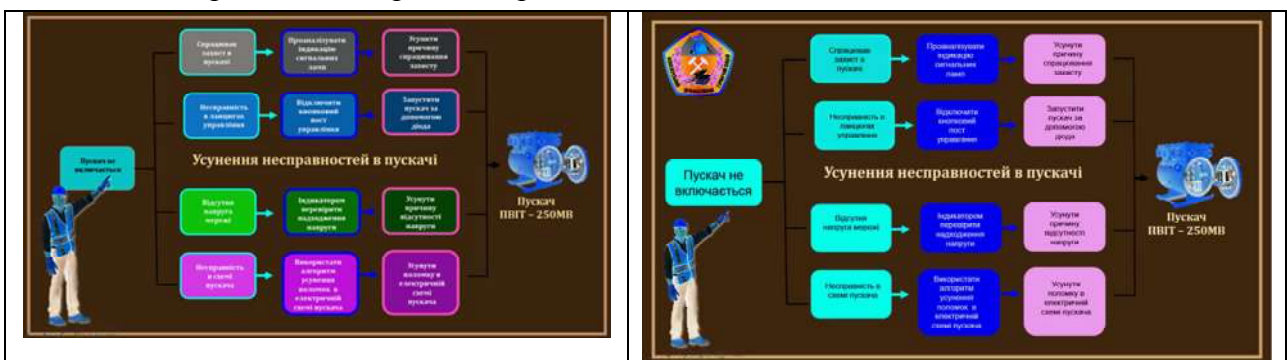 Спрацював
захист в
пускачі
Проаналізувати
індикацію
сигнальних
ламп
Усунути
причину
спрацювання
захисту
Несправність
в ланцюгах
управління
Відключити
кнопковий
пост
управління
Запустити
пускач за
допомогою
діода
Пускач не
включається
Усунення несправностей в пускачі
Пускач
ПВІТ – 250МВ
Відсутня
напруга
мережі
Індикатором
перевірити
надходження
напруги
Усунути
причину
відсутності
напруги
Несправність
в схемі
пускача
Використати
алгоритм
усунення
поломок в
електричній
схемі пускача
Усунути
поломку в
електричній
схемі
пускача
Спрацював
захист в
пускачі
Проаналізувати
індикацію
сигнальних
ламп
Усунути
причину
спрацювання
захисту
Несправність в
ланцюгах
управління
Відключити
кнопковий
пост
управління
Запустити
пускач за
допомогою
діода
Пускач не
включається
Усунення несправностей в пускачі
Пускач
ПВІТ – 250МВ
Відсутня
напруга мережі
Індикатором
перевірити
надходження
напруги
Усунути
причину
відсутності
напруги
Несправність в
схемі пускача
Використати
алгоритм
усунення
поломок в
електричній
схемі пускача
Усунути
поломку в
електричній
схемі пускача